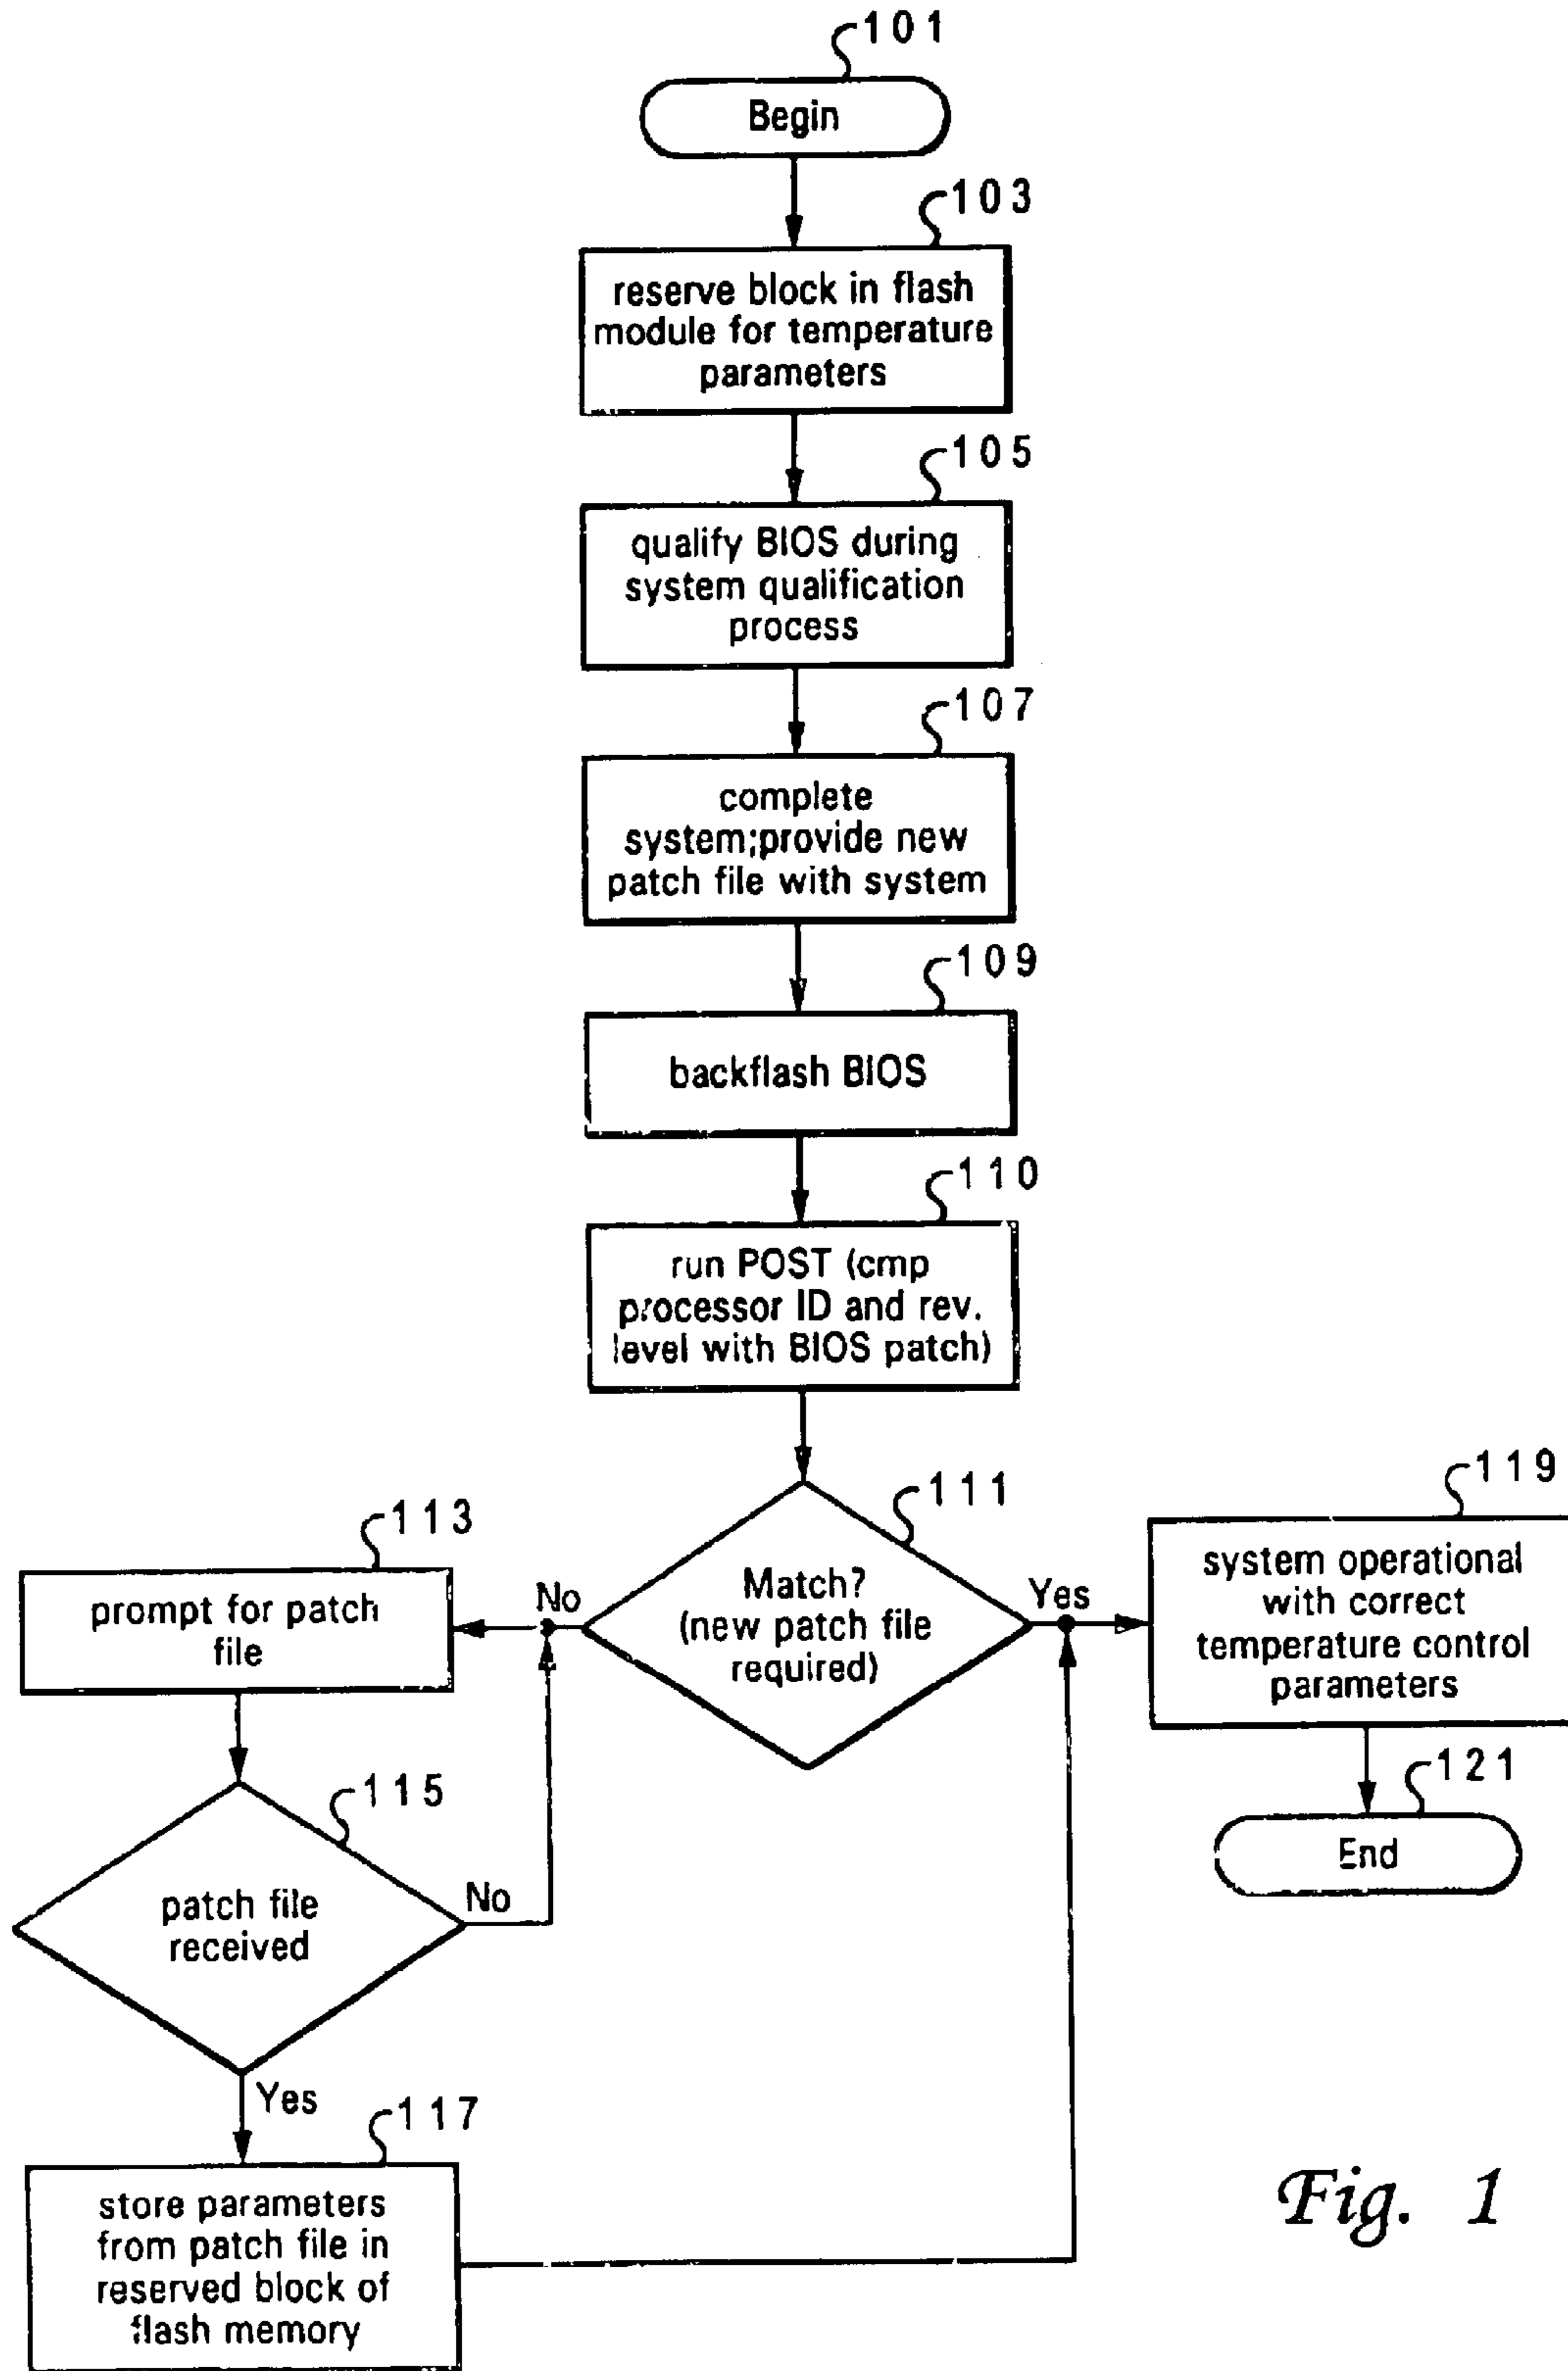 101
Begin
103
reserve block in flash
module for temperature
parameters
105
qualify BIOS during
system qualification
process
107
complete
system;provide new
patch file with system
109
backflash BIOS
110
run POST (cmp
processor ID and rev.
level with BIOS patch)
111
Match?
(new patch file
required)
No
Yes
113
prompt for patch
file
115
patch file
received
No
Yes
117
store parameters
from patch file in
reserved block of
flash memory
119
system operational
with correct
temperature control
parameters
121
End
Fig. 1